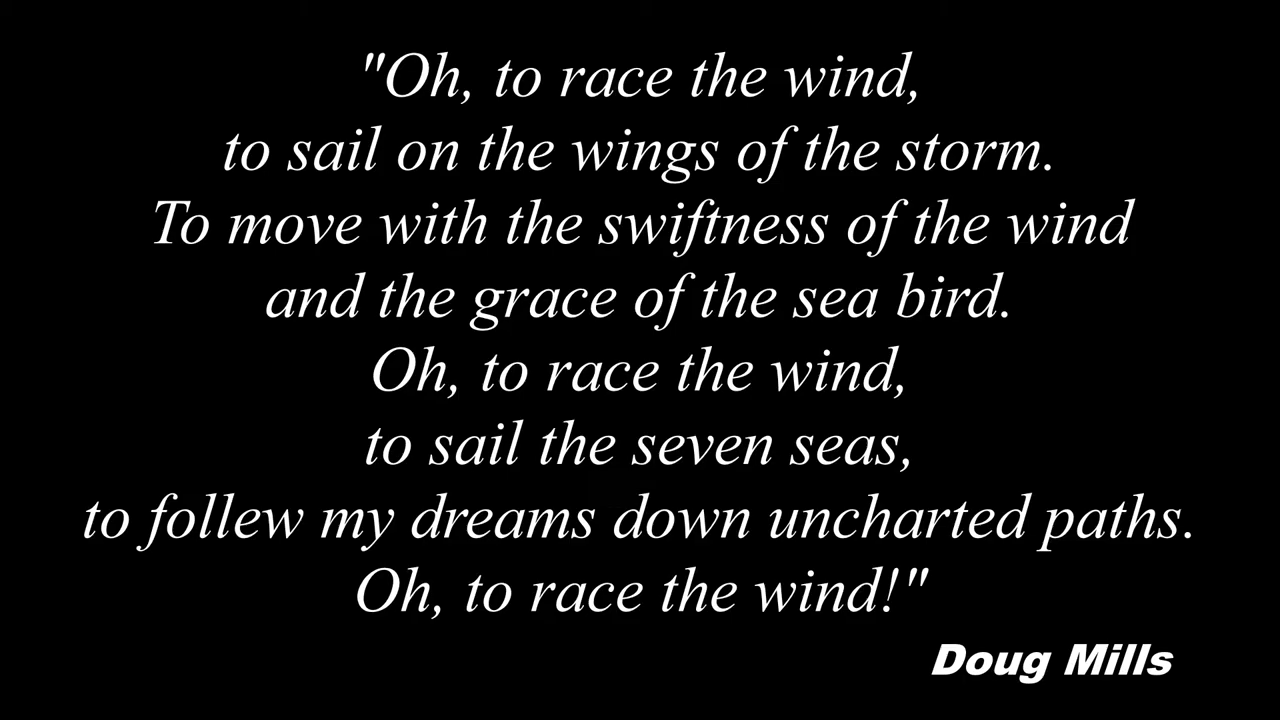 "Oh, to race the wind,
to sail on the wings of the storm.
To move with the swiftness of the wind
and the grace of the sea bird.
Oh, to race the wind,
to sail the seven seas,
to follew my dreams down uncharted paths.
Oh, to race the wind!"
Doug Mills